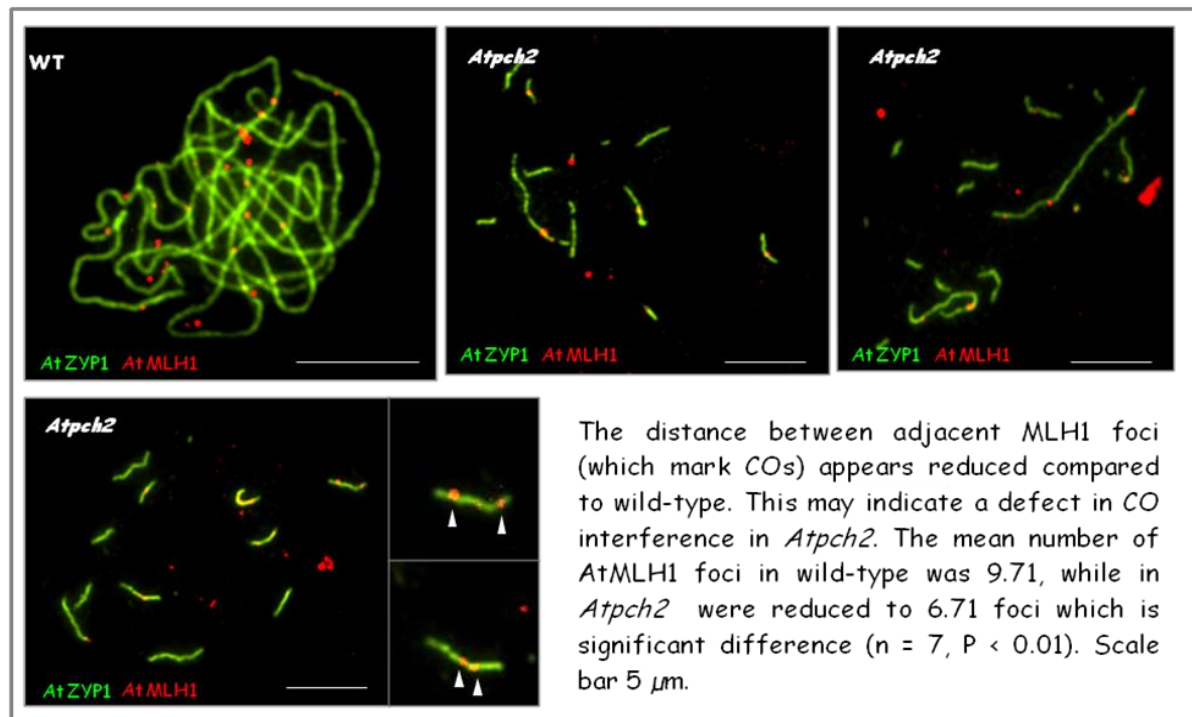 WT
AtZYP1 AtMLH1
Atpch2
AtZYP1 AtMLH1
Atpch2
AtZYP1 AtMLH1
Atpch2
AtZYP1 AtMLH1
The distance between adjacent MLH1 foci
(which mark COs) appears reduced compared
to wild-type. This may indicate a defect in CO
interference in Atpch2. The mean number of
AtMLH1 foci in wild-type was 9.71, while in
Atpch2 were reduced to 6.71 foci which is
significant difference (n = 7, P < 0.01). Scale
bar 5 µm.